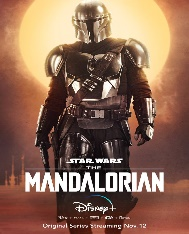 STAR WARS
THE
MANDALORIAN
Disney+
Original Series Streaming Nov. 12